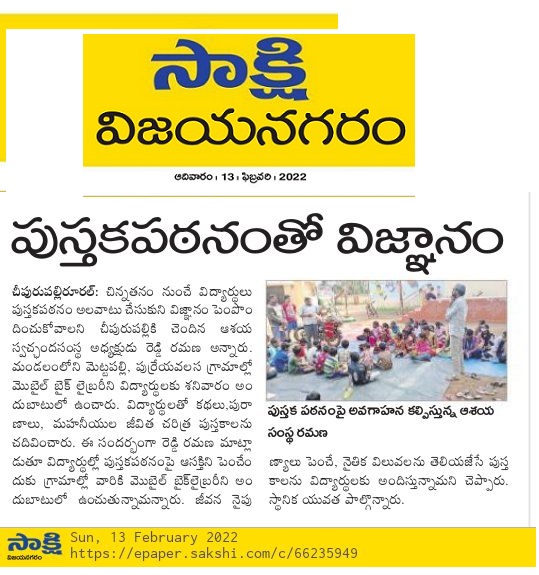 సాక్షి
విజయనగరం
ఆదివారం । 13 । ఫిబ్రవరి । 2022
పుస్తకపఠనంతో విజ్ఞానం
చీపురుపల్లిరూరల్: చిన్నతనం నుంచే విద్యార్థులు
పుస్తకపఠనం అలవాటు చేసుకుని విజ్ఞానం పెంపొం
దించుకోవాలని చీపురుపల్లికి చెందిన ఆశయ
స్వచ్ఛందసంస్థ అధ్యక్షుడు రెడ్డి రమణ అన్నారు.
మండలంలోని మెట్టపల్లి, పుర్రేయవలస గ్రామాల్లో
మొబైల్ బైక్ లైబ్రరీని విద్యార్థులకు శనివారం అం
దుబాటులో ఉంచారు. విద్యార్థులతో కథలు,పురా
ణాలు, మహనీయుల జీవిత చరిత్ర పుస్తకాలను
చదివించారు. ఈ సందర్భంగా రెడ్డి రమణ మాట్లా
డుతూ విద్యార్థుల్లో పుస్తకపఠనంపై ఆసక్తిని పెంచేం
దుకు గ్రామాల్లో వారికి మొబైల్ బైక్‌లైబ్రరీని అం
దుబాటులో ఉంచుతున్నామన్నారు. జీవన నైపు
పుస్తక పఠనంపై అవగాహన కల్పిస్తున్న ఆశయ
సంస్థ రమణ
ణ్యాలు పెంచే, నైతిక విలువలను తెలియజేసే పుస్త
కాలను విద్యార్థులకు అందిస్తున్నామని చెప్పారు.
స్థానిక యువత పాల్గొన్నారు.
సాక్షి
విజయనగరం
Sun, 13 February 2022
https://epaper.sakshi.com/c/66235949